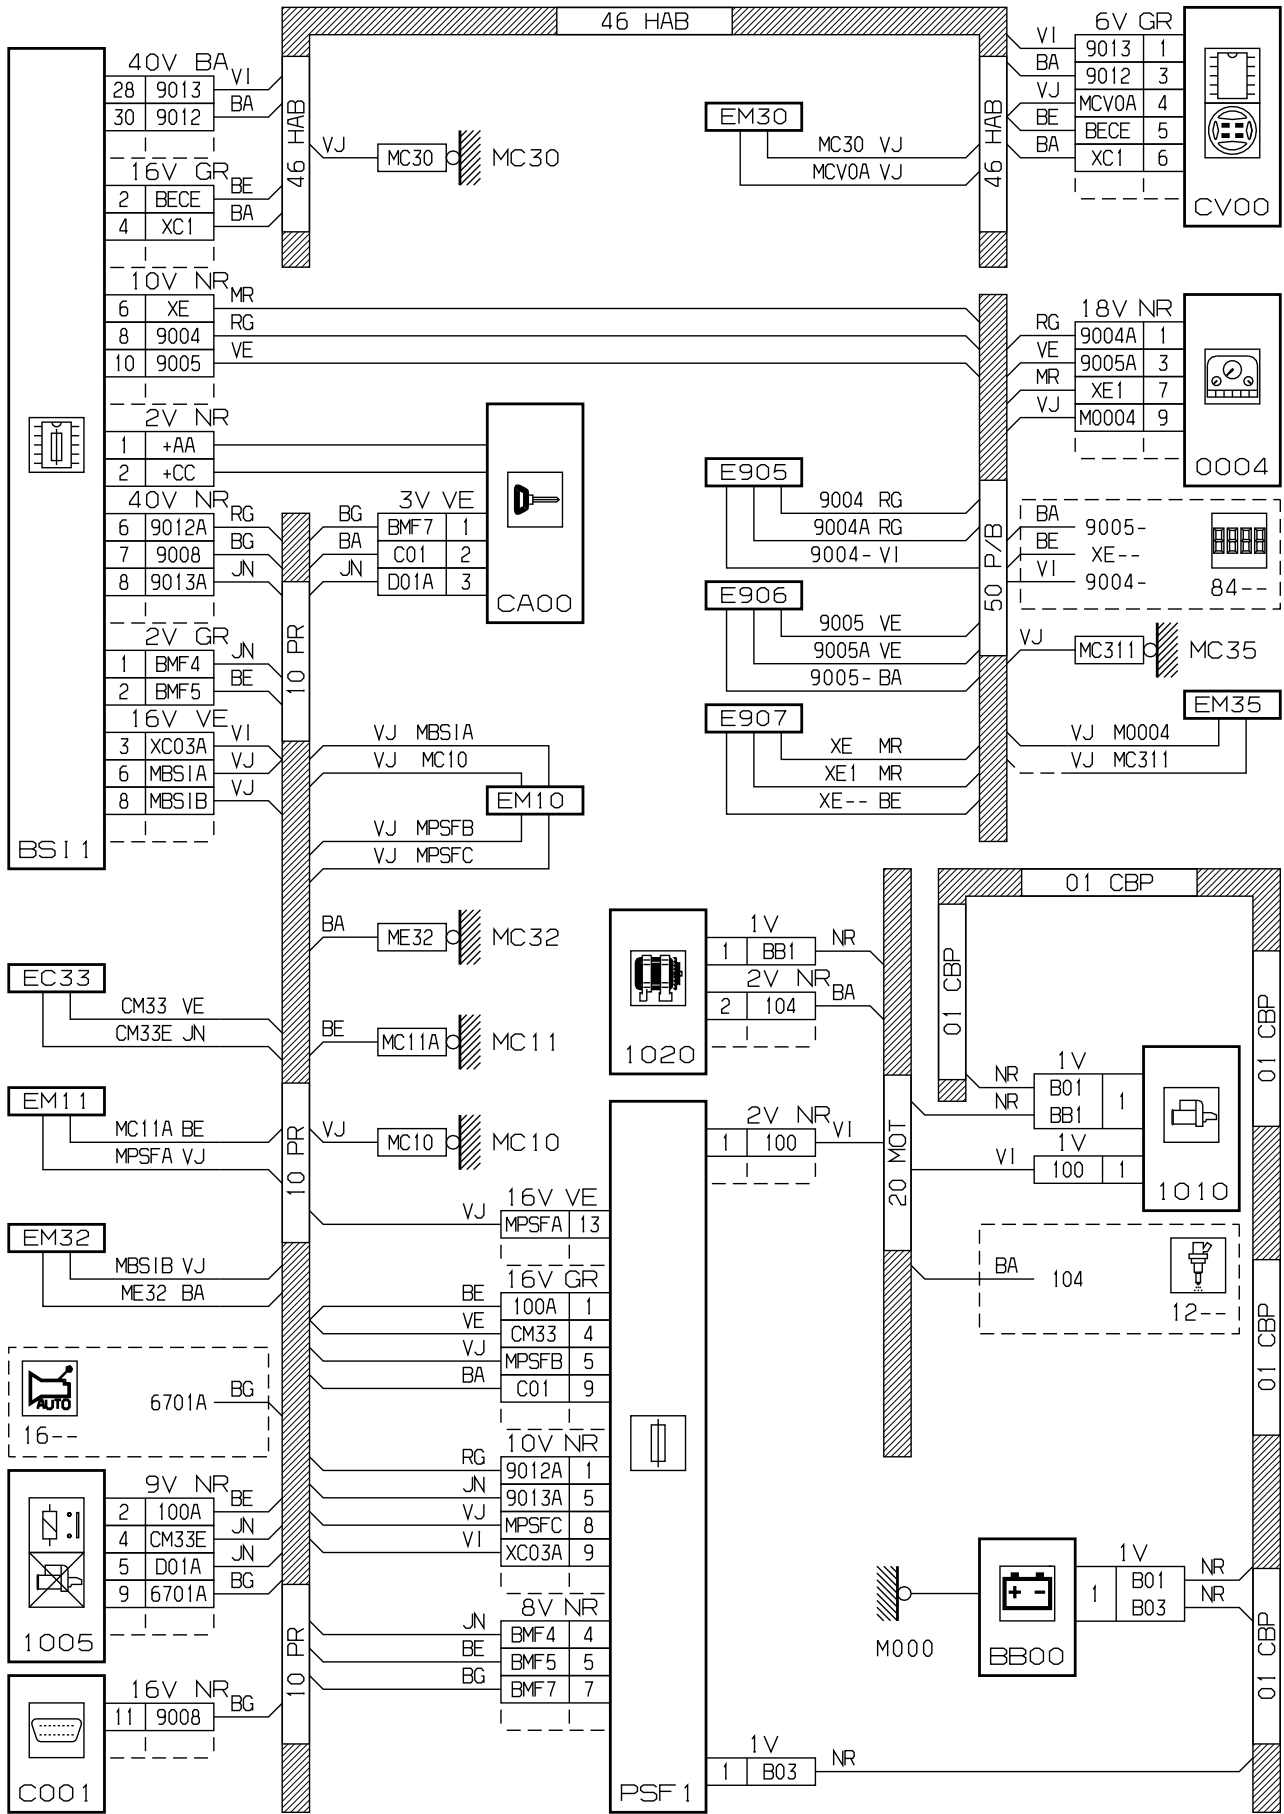 46 HAB
46 HAB
46 HAB
BSI1
40V BA
28 9013 VI
30 9012 BA
16V GR
2 BECE BE
4 XC1 BA
10V NR
6 XE MR
8 9004 RG
10 9005 VE
2V NR
1 +AA
2 +CC
40V NR
6 9012A RG
7 9008 BG
8 9013A JN
2V GR
1 BMF4 JN
2 BMF5 BE
16V VE
3 XC03A VI
6 MBSIA VJ
8 MBSIB VJ
VJ MC30 MC30
EM30
MC30 VJ
MCV0A VJ
6V GR
VI 9013 1
BA 9012 3
VJ MCV0A 4
BE BECE 5
BA XC1 6
CV00
18V NR
RG 9004A 1
VE 9005A 3
MR XE1 7
VJ M0004 9
0004
3V VE
BG BMF7 1
BA C01 2
JN D01A 3
CA00
10 PR
E905
9004 RG
9004A RG
9004- VI
E906
9005 VE
9005A VE
9005- BA
E907
XE MR
XE1 MR
XE-- BE
50 P/B
BA 9005-
BE XE--
VI 9004-
84--
VJ MC311 MC35
EM35
VJ M0004
VJ MC311
VJ MBSIA
VJ MC10
EM10
VJ MPSFB
VJ MPSFC
BA ME32 MC32
BE MC11A MC11
VJ MC10 MC10
EC33
CM33 VE
CM33E JN
EM11
MC11A BE
MPSFA VJ
10 PR
EM32
MBSIB VJ
ME32 BA
AUTO
6701A BG
16--
9V NR
2 100A BE
4 CM33E JN
5 D01A JN
9 6701A BG
1005
10 PR
16V NR
11 9008 BG
C001
1020
1V
1 BB1 NR
2V NR
2 104 BA
2V NR
1 100 VI
16V VE
VJ MPSFA 13
16V GR
BE 100A 1
VE CM33 4
VJ MPSFB 5
BA C01 9
10V NR
RG 9012A 1
JN 9013A 5
VJ MPSFC 8
VI XC03A 9
8V NR
JN BMF4 4
BE BMF5 5
BG BMF7 7
PSF1
1V
1 B03 NR
20 MOT
01 CBP
01 CBP
01 CBP
01 CBP
01 CBP
1V
NR B01
NR BB1
1
1V
VI 100 1
1010
BA 104
12--
M000
+ -
BB00
1V
1
B01 NR
B03 NR